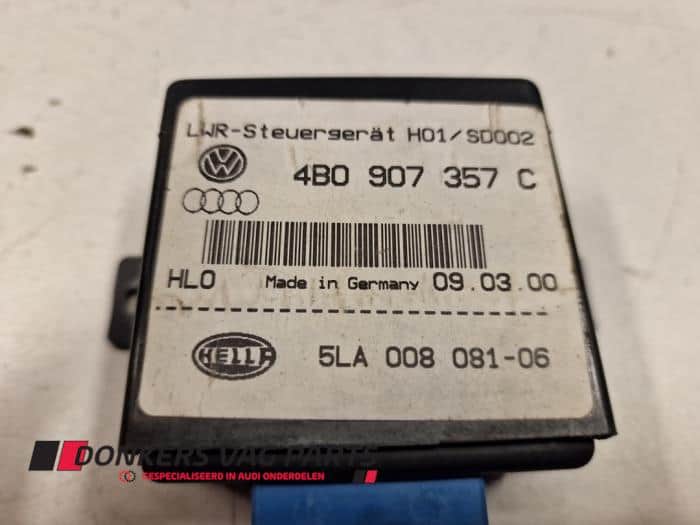 LWR-Steuergerät H01/SD002
4B0 907 357 C
HLO Made in Germany 09.03.00
HELLA 5LA 008 081-06
DONKERS VAG PARTS
GESPECIALISEERD IN AUDI ONDERDELEN